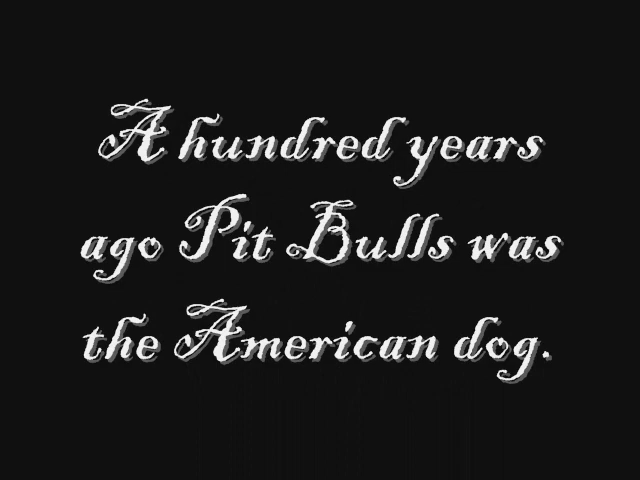 A hundred years
ago Pit Bulls was
the American dog.